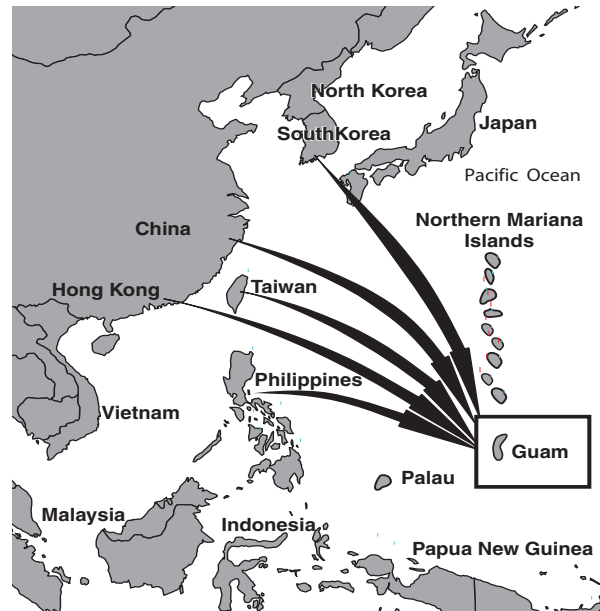 North Korea
SouthKorea
Japan
Pacific Ocean
Northern Mariana
Islands
China
Hong Kong
Taiwan
Philippines
Vietnam
Guam
Palau
Malaysia
Indonesia
Papua New Guinea